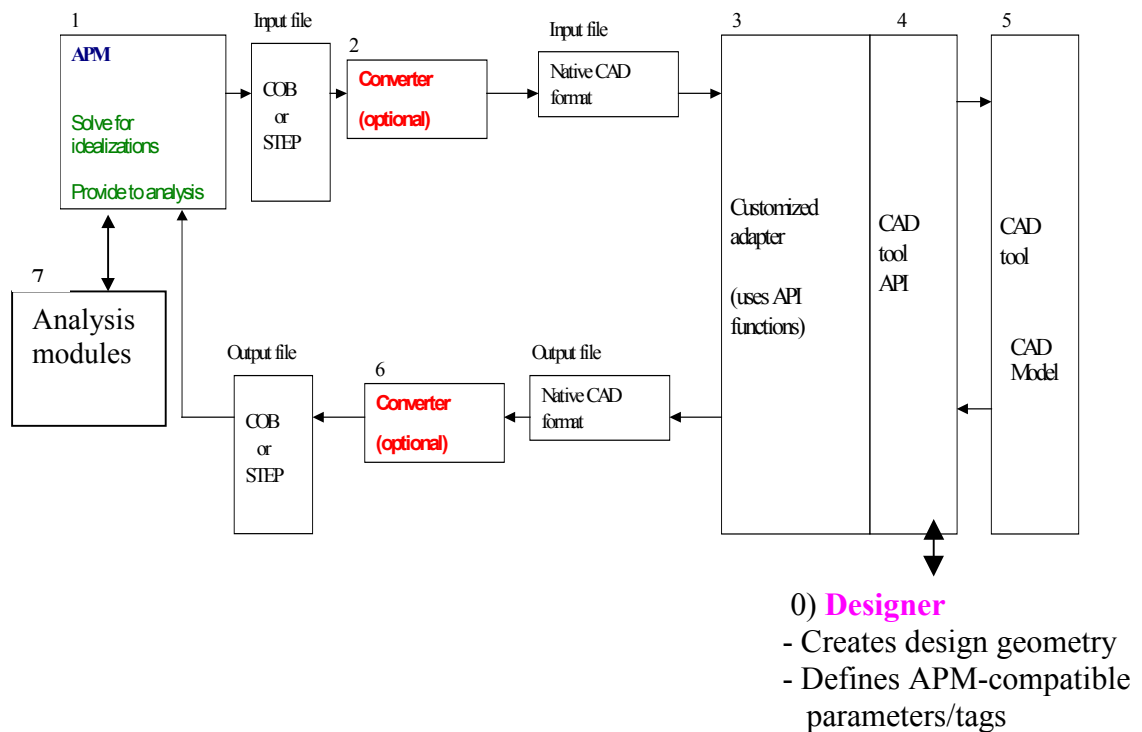 1
APM
Solve for
idealizations
Provide to analysis
Input file
COB
or
STEP
2
Converter
(optional)
Input file
Native CAD
format
3
Customized
adapter
(uses API
functions)
4
CAD
tool
API
5
CAD
tool
CAD
Model
7
Analysis
modules
Output file
COB
or
STEP
6
Converter
(optional)
Output file
Native CAD
format
0) Designer
- Creates design geometry
- Defines APM-compatible
parameters/tags